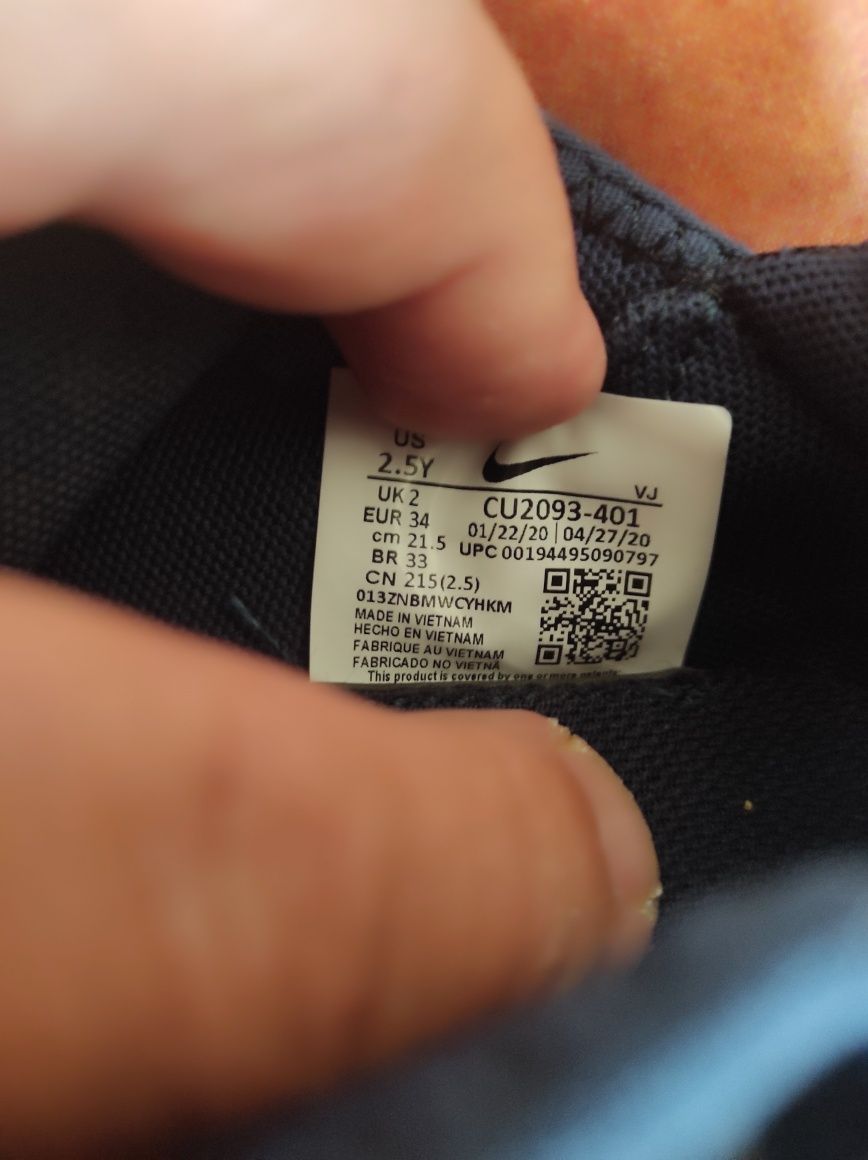 US
2.5Y
UK 2
EUR 34
cm 21.5
BR 33
CN 215(2.5)
VJ
CU2093-401
01/22/20 | 04/27/20
UPC 00194495090797
013ZNBMWCYHKM
MADE IN VIETNAM
HECHO EN VIETNAM
FABRIQUE AU VIETNAM
FABRICADO NO VIETNÃ
This product is covered by one or more patents.